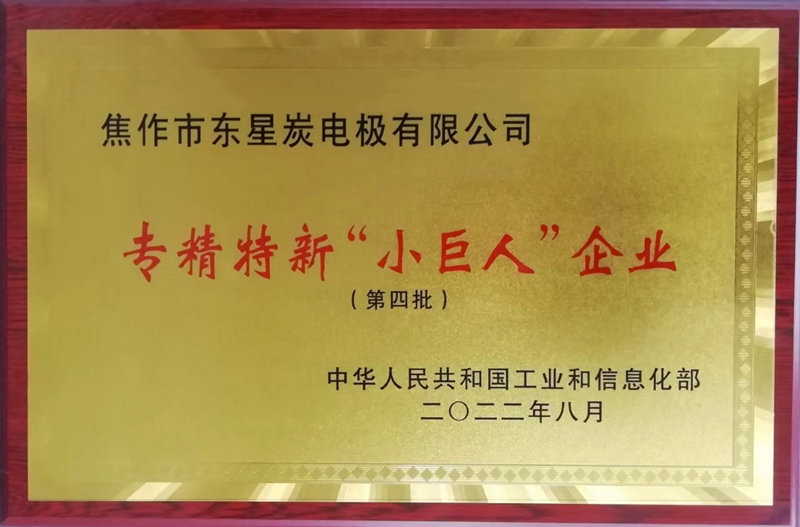 焦作市东星炭电极有限公司
专精特新“小巨人”企业
（第四批）
中华人民共和国工业和信息化部
二〇二二年八月